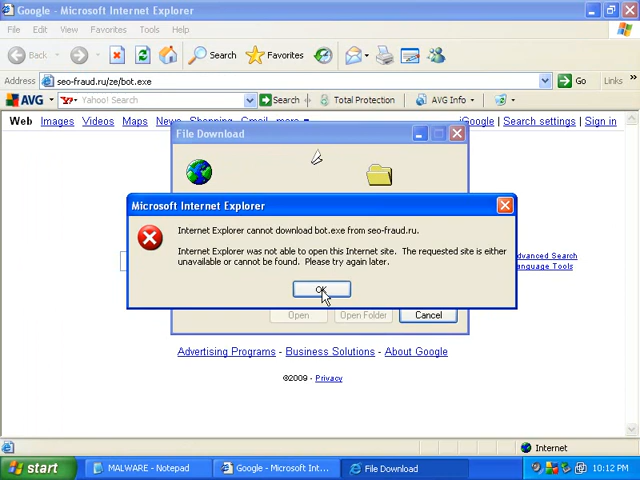 Google - Microsoft Internet Explorer
File Edit View Favorites Tools Help
Back Search Favorites
Address seo-fraud.ru/ze/bot.exe Go Links
AVG Yahoo! Search Search Total Protection AVG Info
Web Images Videos Maps News Shopping Gmail more iGoogle | Search settings | Sign in
File Download
Microsoft Internet Explorer
Internet Explorer cannot download bot.exe from seo-fraud.ru.
Internet Explorer was not able to open this Internet site. The requested site is either
unavailable or cannot be found. Please try again later.
OK
Advanced Search
Language Tools
Open Open Folder Cancel
Advertising Programs - Business Solutions - About Google
©2009 - Privacy
Internet
start MALWARE - Notepad Google - Microsoft Int... File Download 10:12 PM